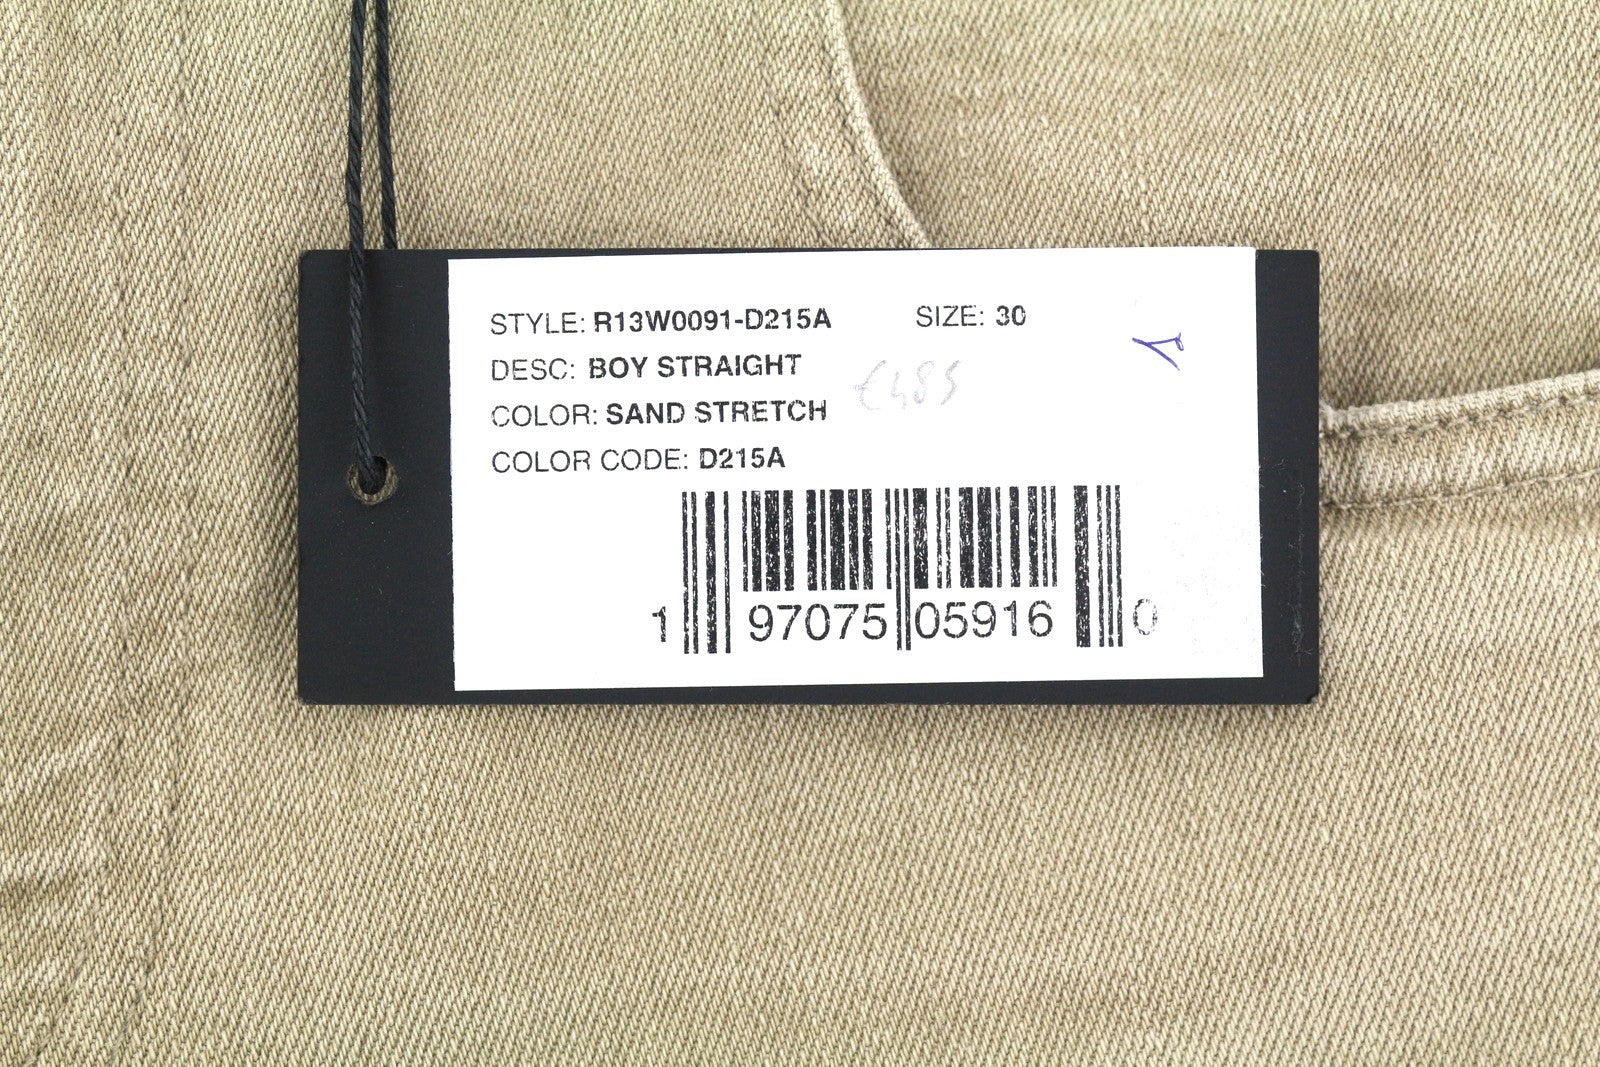 STYLE: R13W0091-D215A SIZE: 30
DESC: BOY STRAIGHT
COLOR: SAND STRETCH
€485
COLOR CODE: D215A
1 97075 05916 0